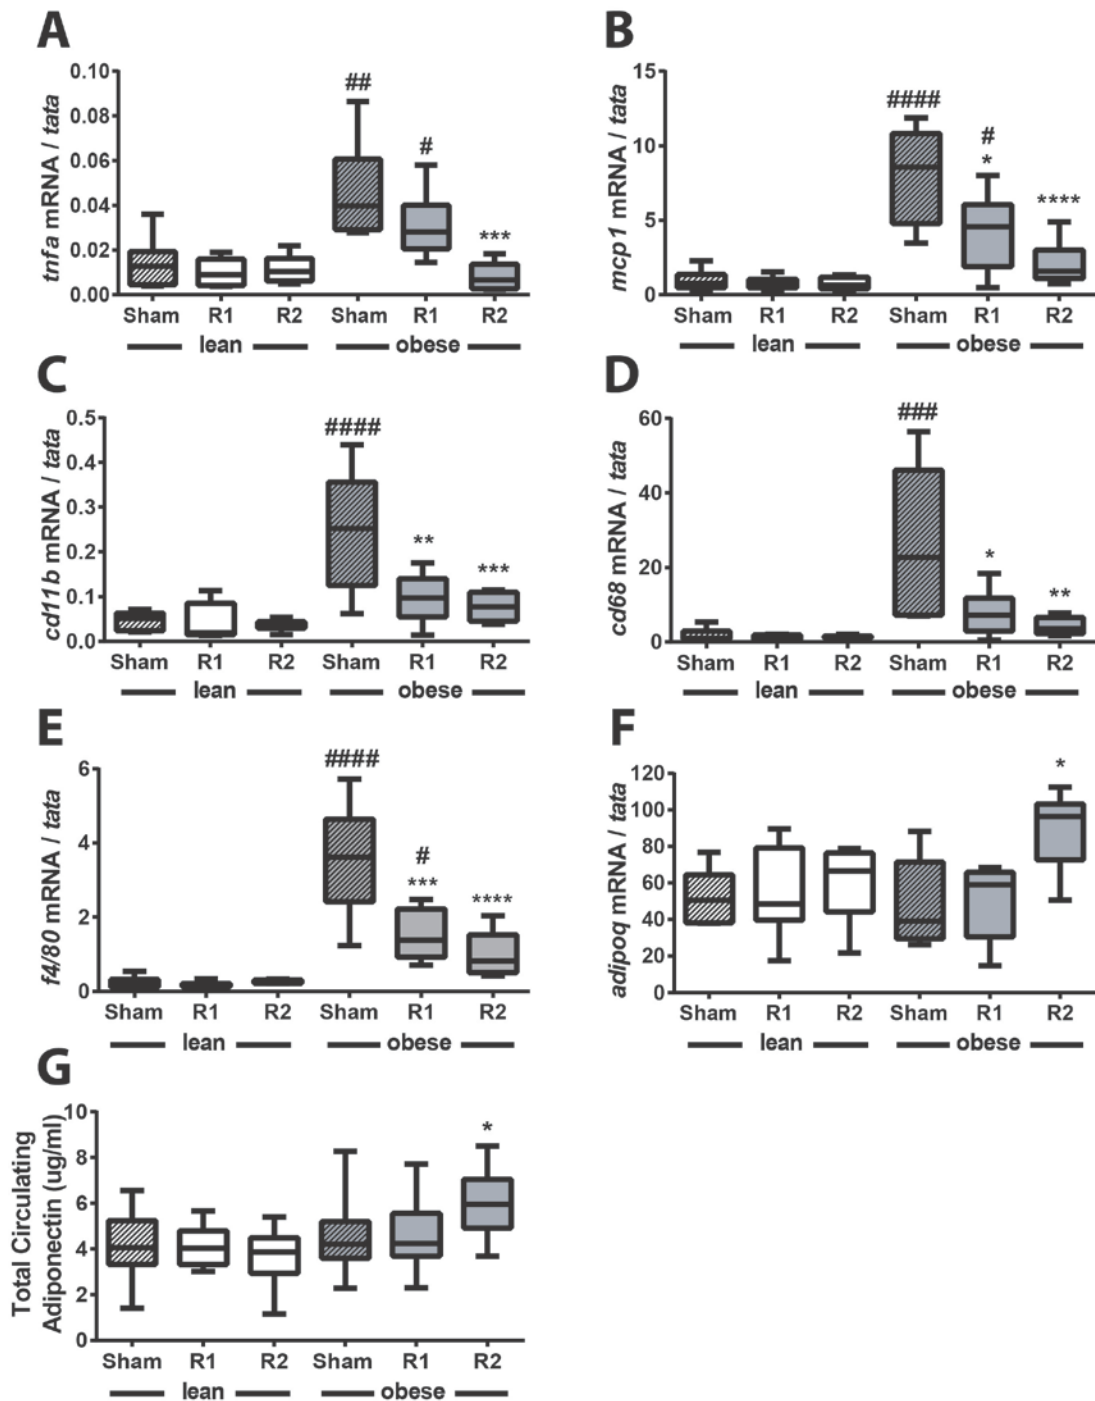 A
tnfa mRNA / tata
0.10
0.08
0.06
0.04
0.02
0.00
##
#
***
Sham R1 R2 Sham R1 R2
lean obese
B
mcp1 mRNA / tata
15
10
5
0
####
#
*
****
Sham R1 R2 Sham R1 R2
lean obese
C
cd11b mRNA / tata
0.5
0.4
0.3
0.2
0.1
0.0
####
**
***
Sham R1 R2 Sham R1 R2
lean obese
D
cd68 mRNA / tata
60
40
20
0
###
*
**
Sham R1 R2 Sham R1 R2
lean obese
E
f4/80 mRNA / tata
6
4
2
0
####
#
***
****
Sham R1 R2 Sham R1 R2
lean obese
F
adipoq mRNA / tata
120
100
80
60
40
20
0
*
Sham R1 R2 Sham R1 R2
lean obese
G
Total Circulating
Adiponectin (ug/ml)
10
8
6
4
2
0
*
Sham R1 R2 Sham R1 R2
lean obese